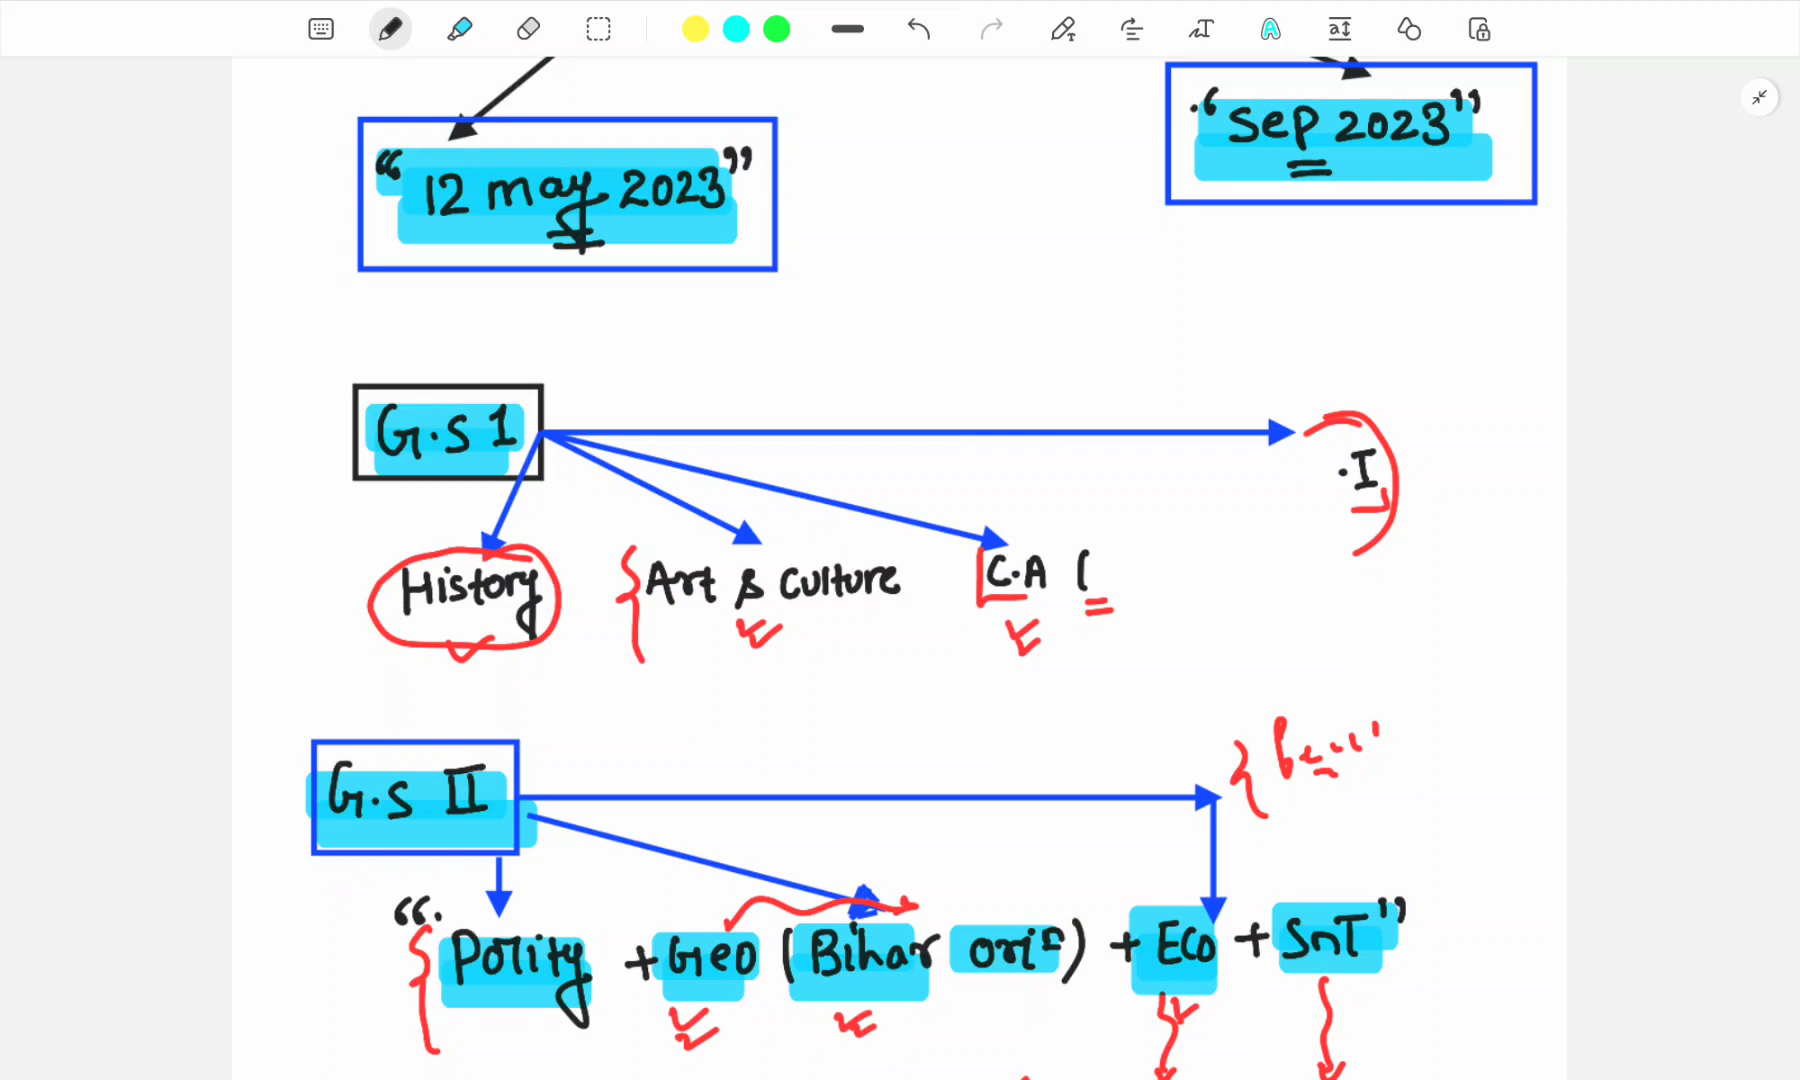 "12 may 2023"
"Sep 2023"
G.S 1
.I
History
Art & Culture
C.A (
G.S II
"Polity + Geo (Bihar ori=) + Eco + SnT"